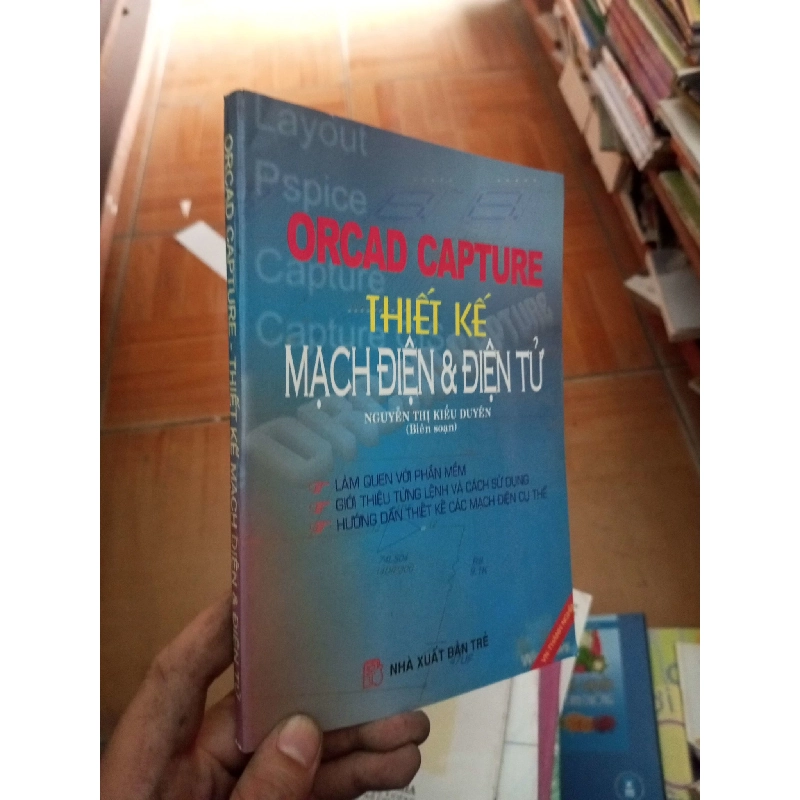 Layout
Pspice
Capture
Capture
ORCAD CAPTURE
THIẾT KẾ
MẠCH ĐIỆN & ĐIỆN TỬ
NGUYỄN THỊ KIỀU DUYÊN
(Biên soạn)
LÀM QUEN VỚI PHẦN MỀM
GIỚI THIỆU TỪNG LỆNH VÀ CÁCH SỬ DỤNG
HƯỚNG DẪN THIẾT KẾ CÁC MẠCH ĐIỆN CỤ THỂ
NHÀ XUẤT BẢN TRẺ
ORCAD CAPTURE - THIẾT KẾ MẠCH ĐIỆN & ĐIỆN TỬ